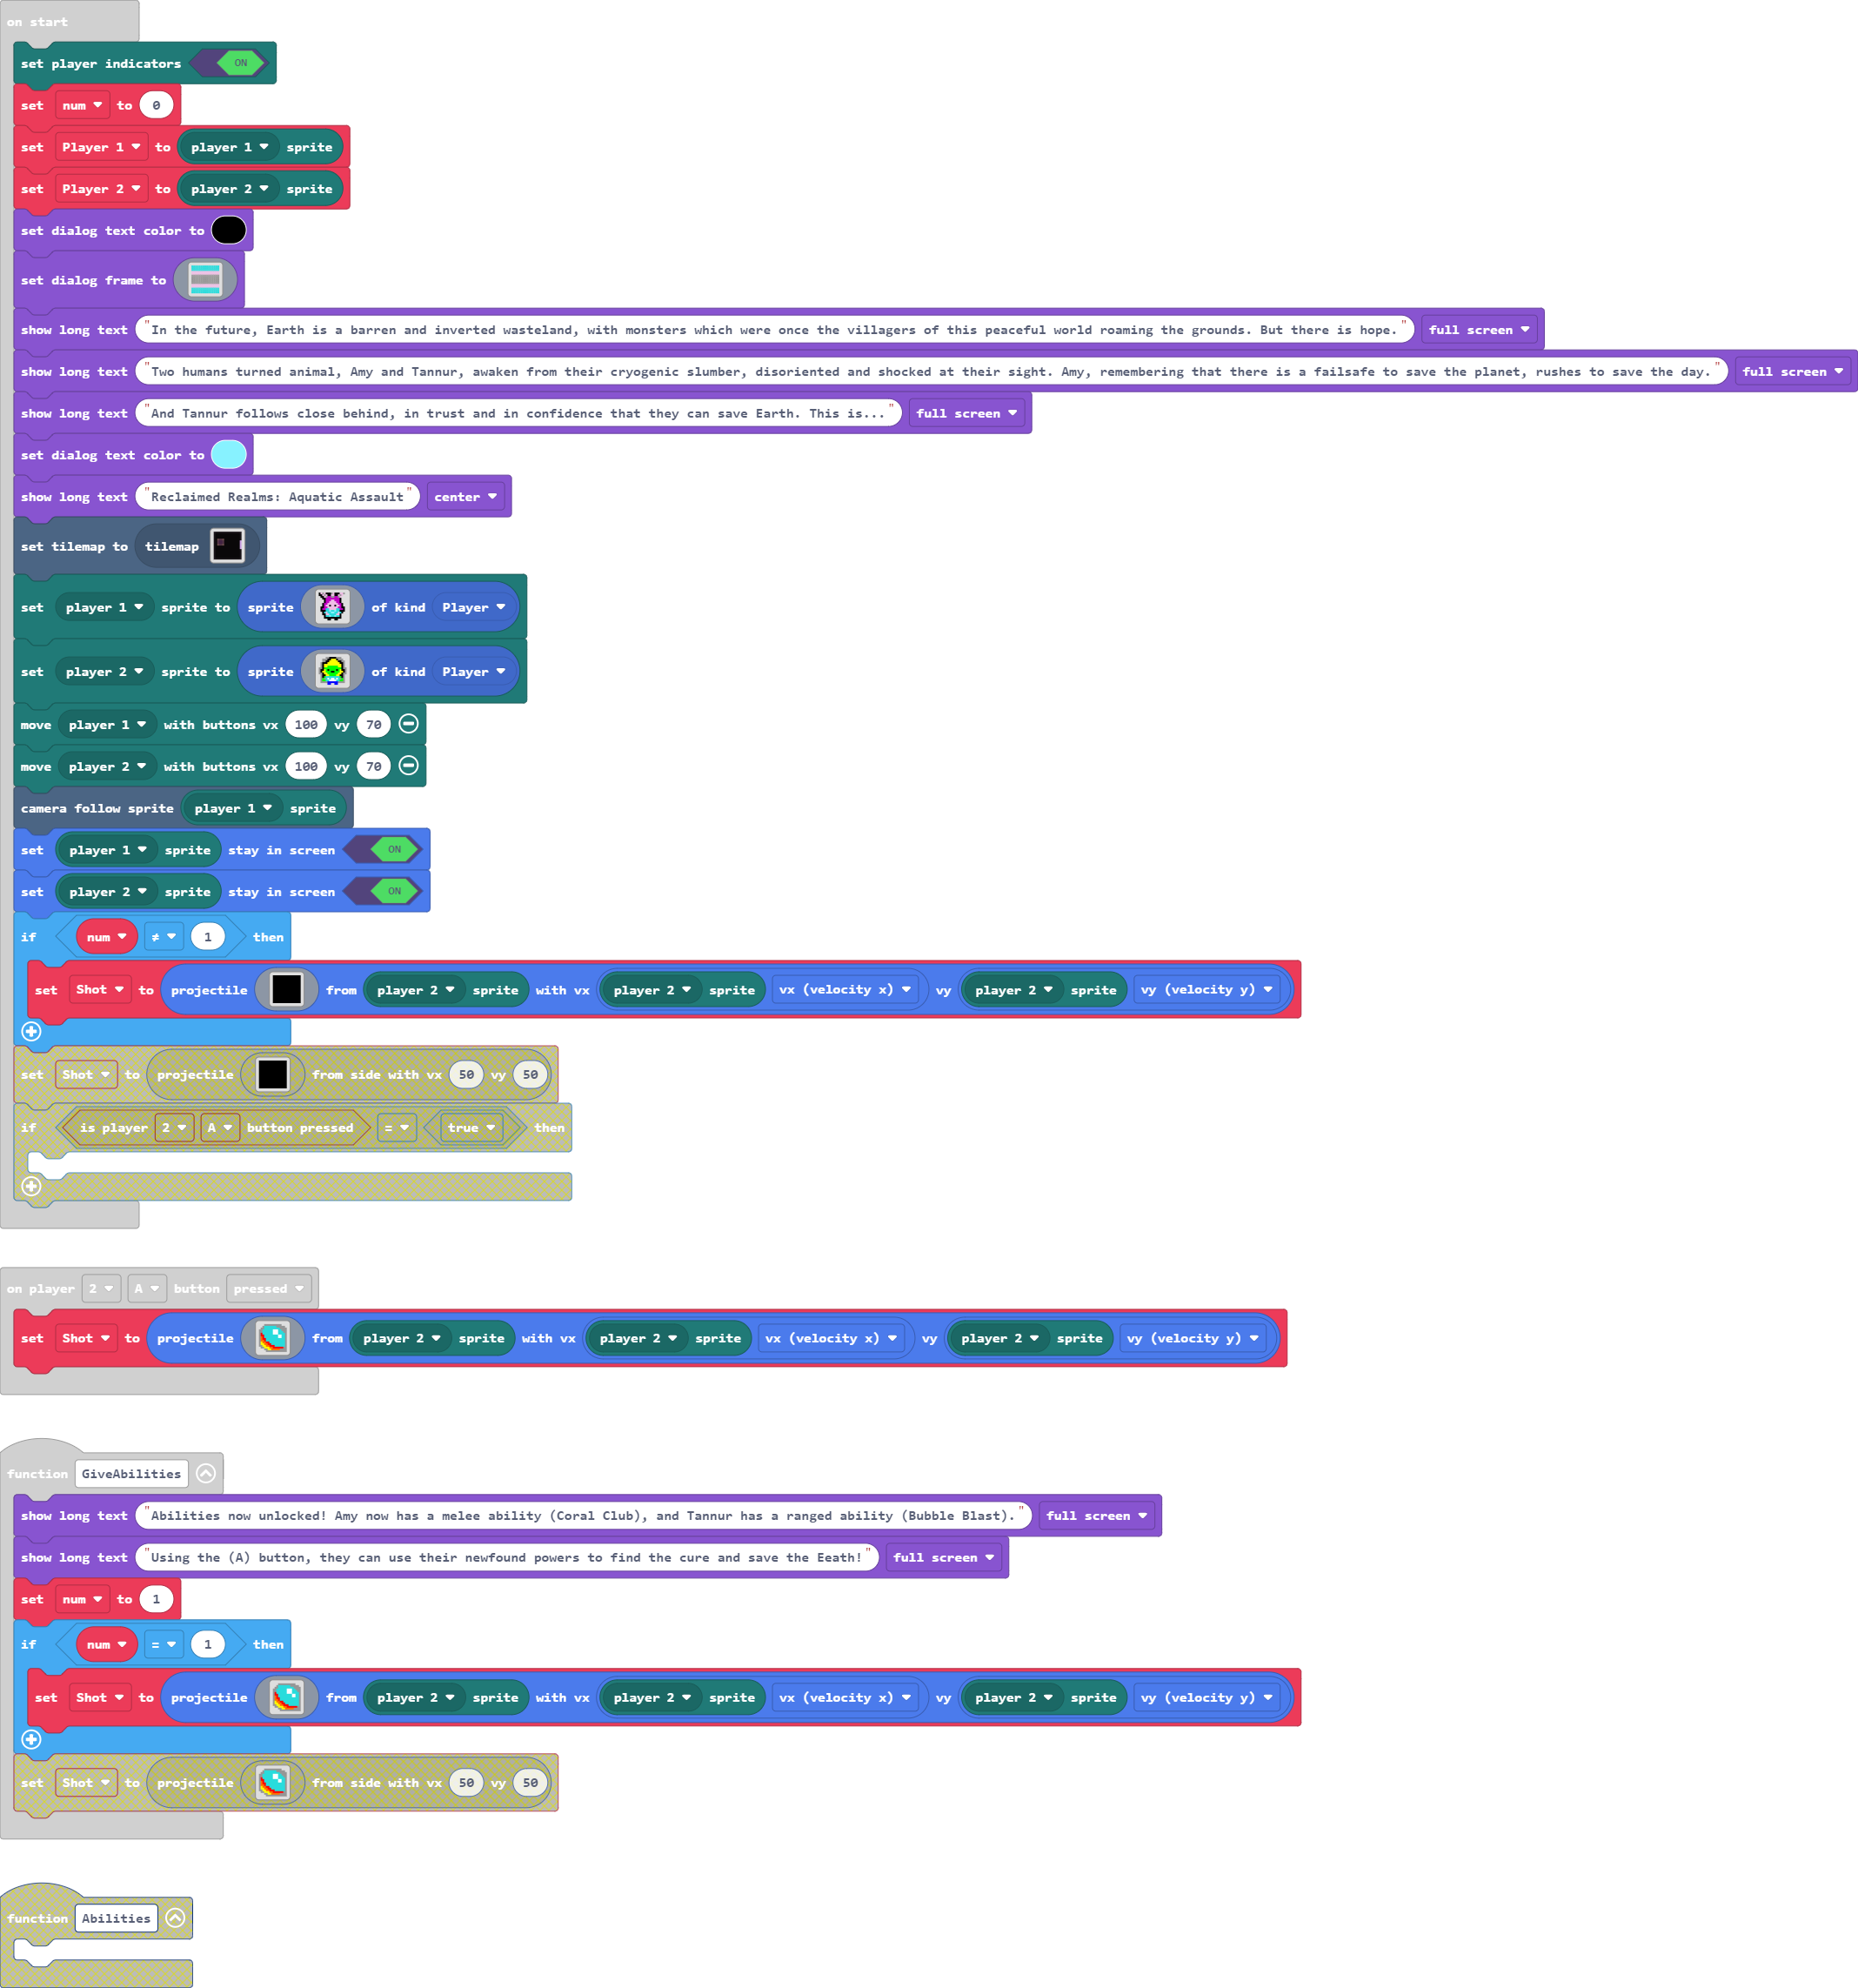 on start
set player indicators ON
set num to 0
set Player 1 to player 1 sprite
set Player 2 to player 2 sprite
set dialog text color to
set dialog frame to
show long text "In the future, Earth is a barren and inverted wasteland, with monsters which were once the villagers of this peaceful world roaming the grounds. But there is hope." full screen
show long text "Two humans turned animal, Amy and Tannur, awaken from their cryogenic slumber, disoriented and shocked at their sight. Amy, remembering that there is a failsafe to save the planet, rushes to save the day." full screen
show long text "And Tannur follows close behind, in trust and in confidence that they can save Earth. This is..." full screen
set dialog text color to
show long text "Reclaimed Realms: Aquatic Assault" center
set tilemap to tilemap
set player 1 sprite to sprite of kind Player
set player 2 sprite to sprite of kind Player
move player 1 with buttons vx 100 vy 70
move player 2 with buttons vx 100 vy 70
camera follow sprite player 1 sprite
set player 1 sprite stay in screen ON
set player 2 sprite stay in screen ON
if num ≠ 1 then
set Shot to projectile from player 2 sprite with vx player 2 sprite vx (velocity x) vy player 2 sprite vy (velocity y)
set Shot to projectile from side with vx 50 vy 50
if is player 2 A button pressed = true then
on player 2 A button pressed
set Shot to projectile from player 2 sprite with vx player 2 sprite vx (velocity x) vy player 2 sprite vy (velocity y)
function GiveAbilities
show long text "Abilities now unlocked! Amy now has a melee ability (Coral Club), and Tannur has a ranged ability (Bubble Blast)." full screen
show long text "Using the (A) button, they can use their newfound powers to find the cure and save the Eeath!" full screen
set num to 1
if num = 1 then
set Shot to projectile from player 2 sprite with vx player 2 sprite vx (velocity x) vy player 2 sprite vy (velocity y)
set Shot to projectile from side with vx 50 vy 50
function Abilities